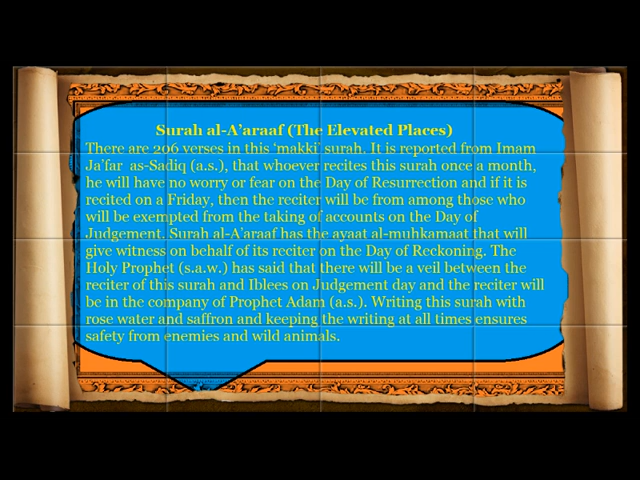 Surah al-A'araaf (The Elevated Places)
There are 206 verses in this 'makki' surah. It is reported from Imam
Ja'far as-Sadiq (a.s.), that whoever recites this surah once a month,
he will have no worry or fear on the Day of Resurrection and if it is
recited on a Friday, then the reciter will be from among those who
will be exempted from the taking of accounts on the Day of
Judgement. Surah al-A'araaf has the ayaat al-muhkamaat that will
give witness on behalf of its reciter on the Day of Reckoning. The
Holy Prophet (s.a.w.) has said that there will be a veil between the
reciter of this surah and Iblees on Judgement day and the reciter will
be in the company of Prophet Adam (a.s.). Writing this surah with
rose water and saffron and keeping the writing at all times ensures
safety from enemies and wild animals.